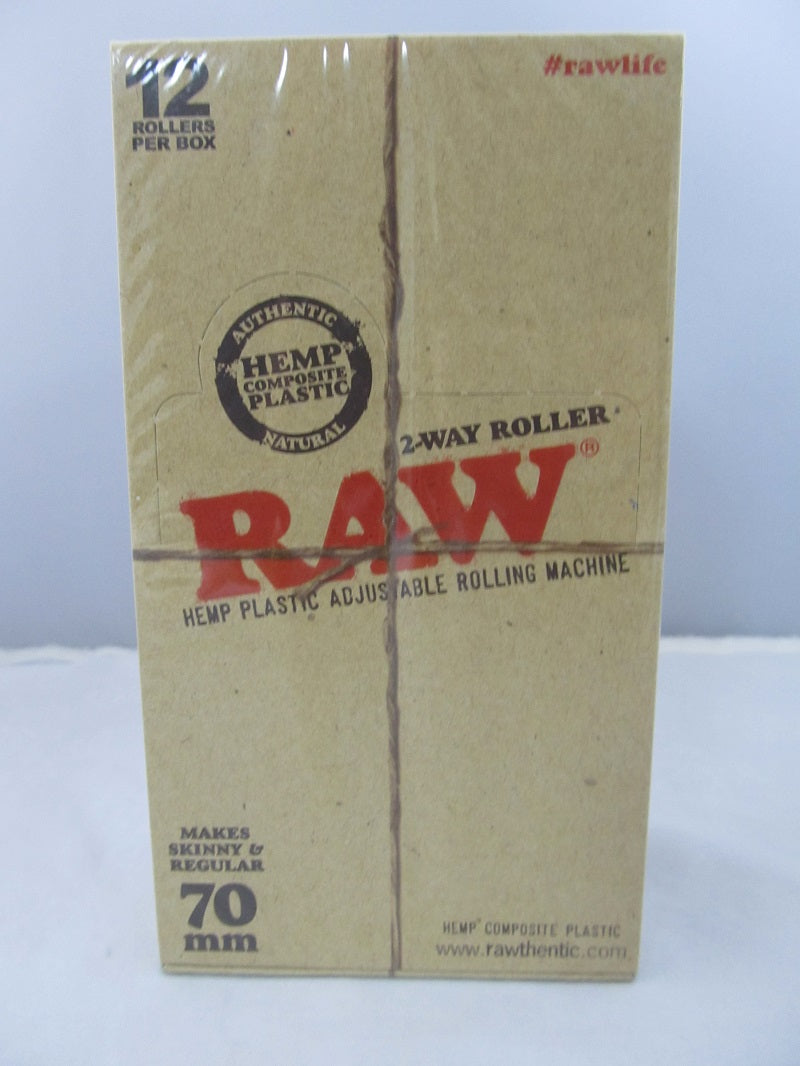 12
ROLLERS
PER BOX
#rawlife
AUTHENTIC
HEMP
COMPOSITE
PLASTIC
NATURAL
2-WAY ROLLER
RAW®
HEMP PLASTIC ADJUSTABLE ROLLING MACHINE
MAKES
SKINNY &
REGULAR
70
mm
HEMP COMPOSITE PLASTIC
www.rawthentic.com